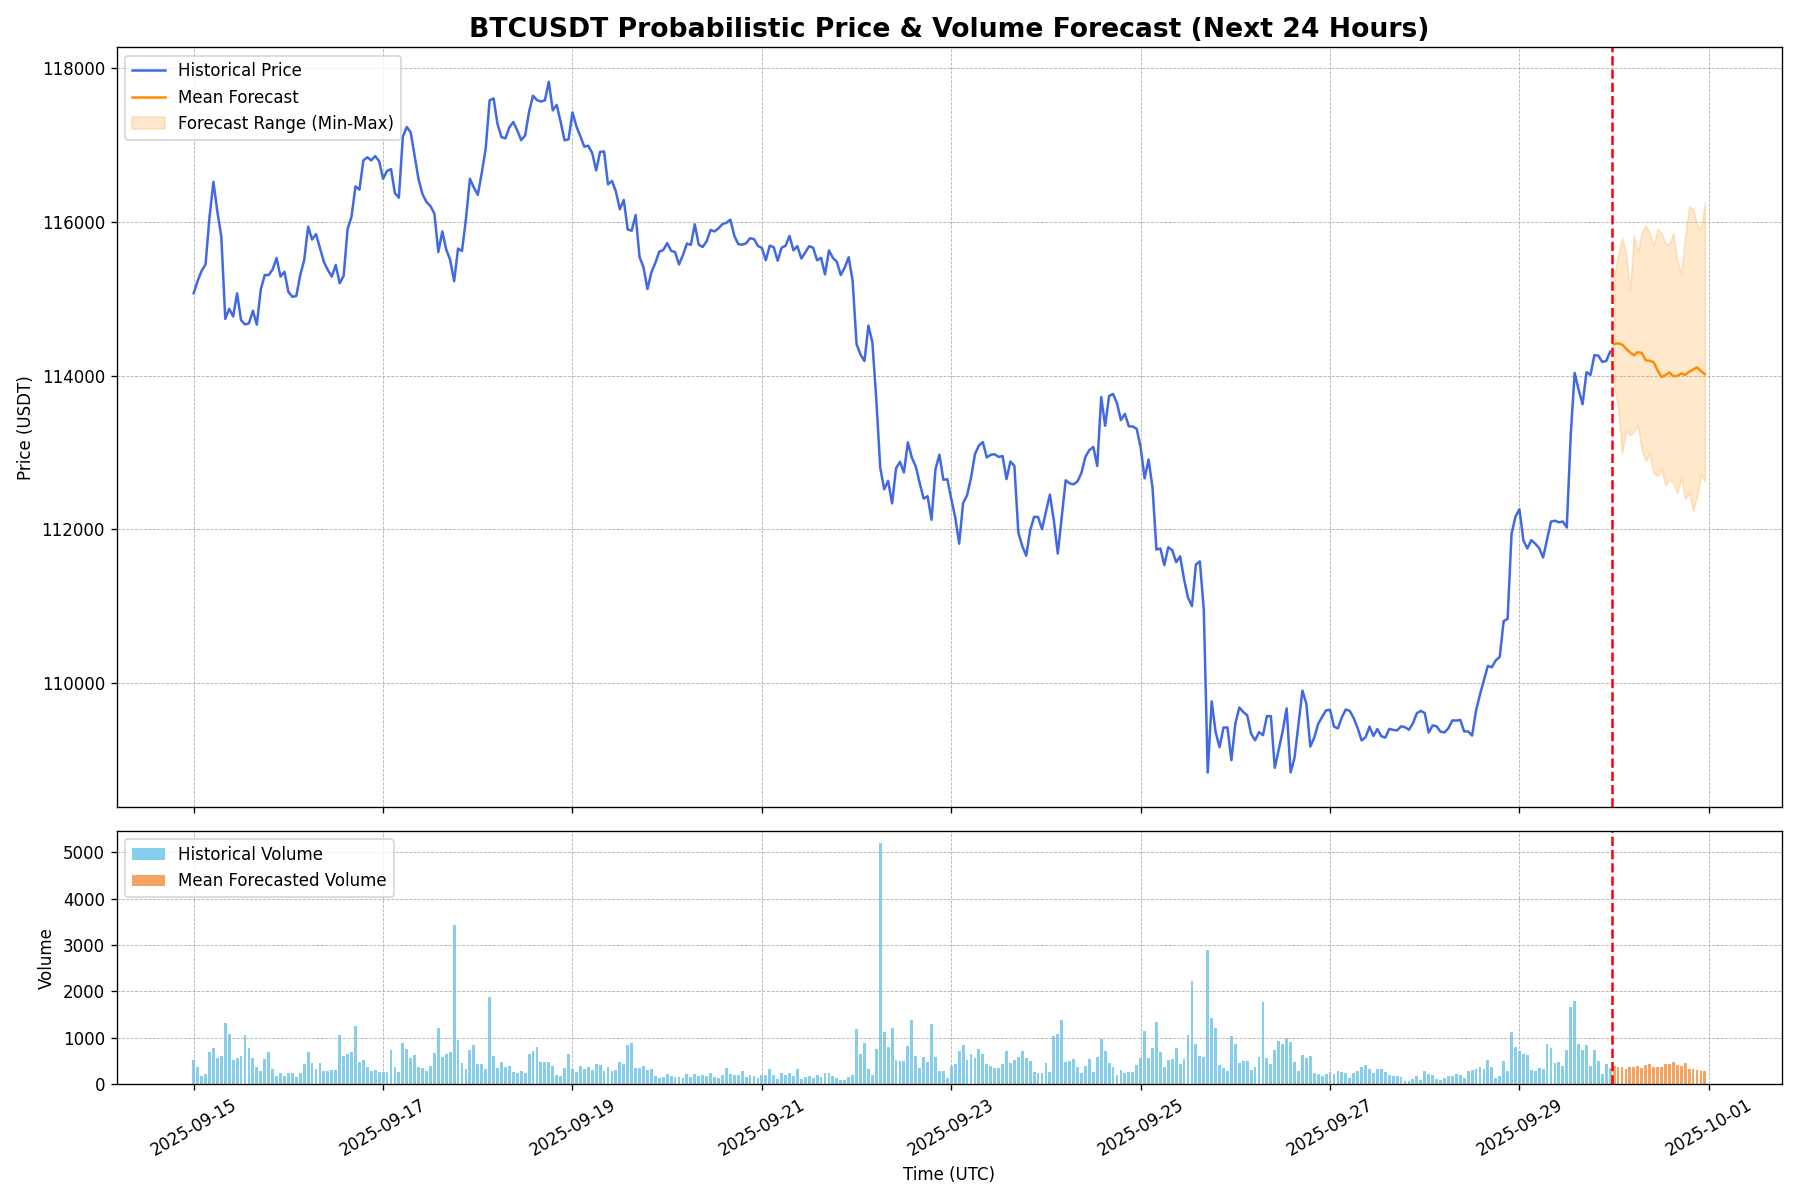 BTCUSDT Probabilistic Price & Volume Forecast (Next 24 Hours)
Historical Price
Mean Forecast
Forecast Range (Min-Max)
118000
116000
114000
112000
110000
Price (USDT)
Historical Volume
Mean Forecasted Volume
5000
4000
3000
2000
1000
0
Volume
2025-09-15
2025-09-17
2025-09-19
2025-09-21
2025-09-23
2025-09-25
2025-09-27
2025-09-29
2025-10-01
Time (UTC)